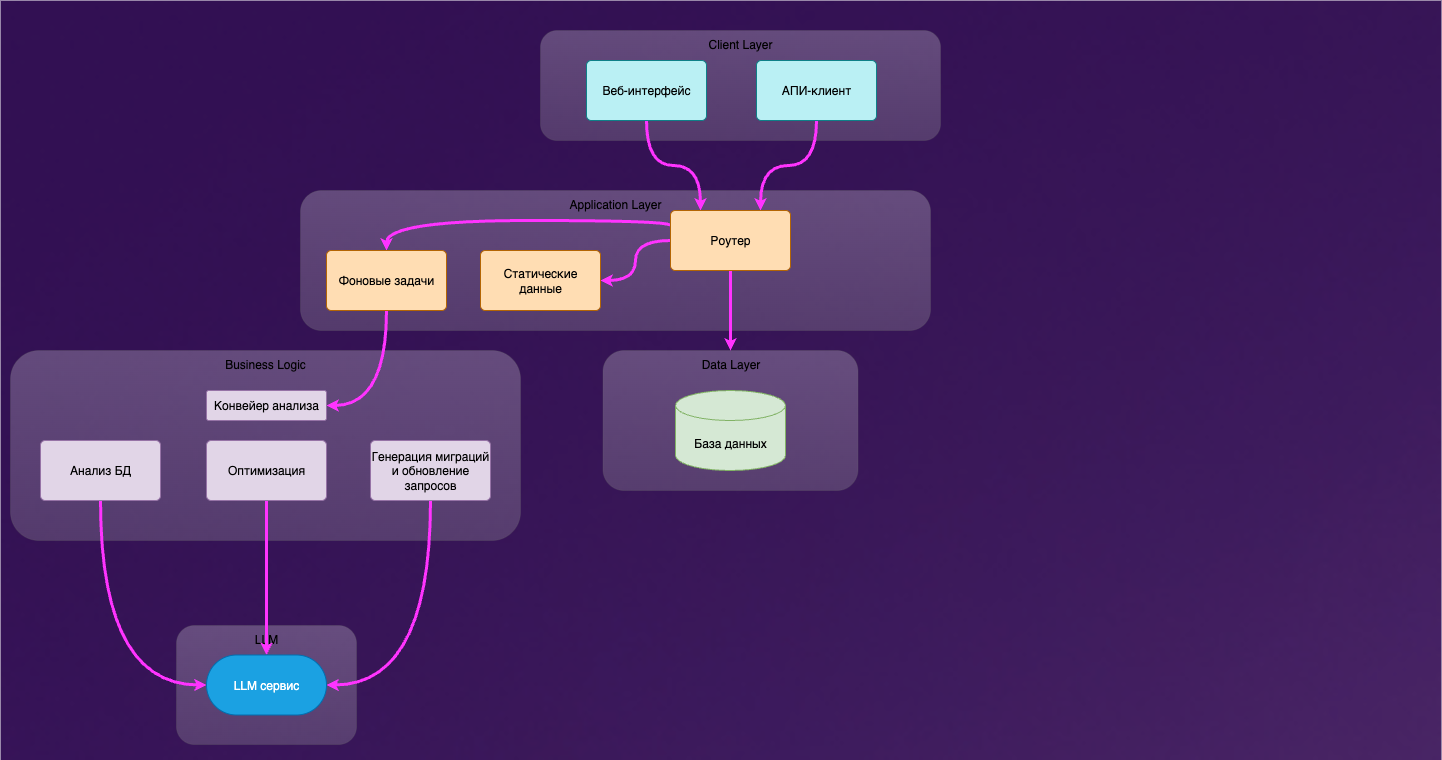 Client Layer
Веб-интерфейс
АПИ-клиент
Application Layer
Роутер
Фоновые задачи
Статические
данные
Business Logic
Конвейер анализа
Анализ БД
Оптимизация
Генерация миграций
и обновление
запросов
Data Layer
База данных
LLM
LLM сервис